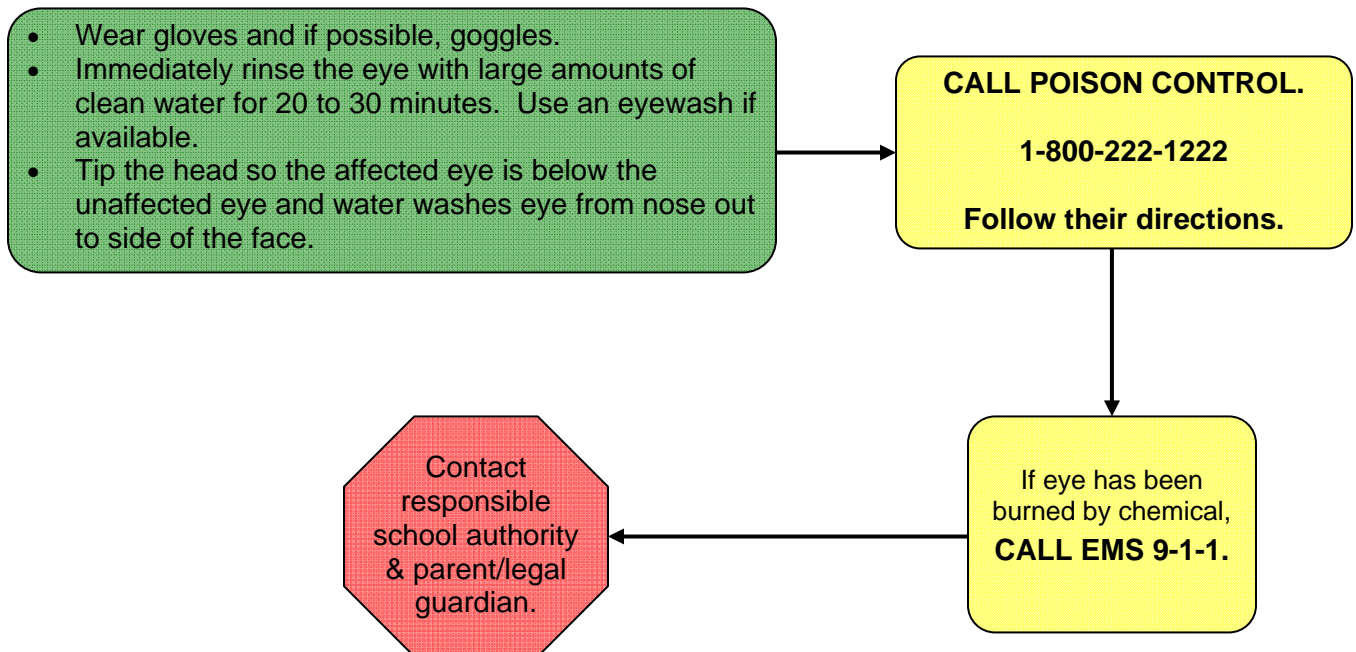 • Wear gloves and if possible, goggles.
• Immediately rinse the eye with large amounts of
clean water for 20 to 30 minutes.  Use an eyewash if
available.
• Tip the head so the affected eye is below the
unaffected eye and water washes eye from nose out
to side of the face.
CALL POISON CONTROL.
1-800-222-1222
Follow their directions.
If eye has been
burned by chemical,
CALL EMS 9-1-1.
Contact
responsible
school authority
& parent/legal
guardian.